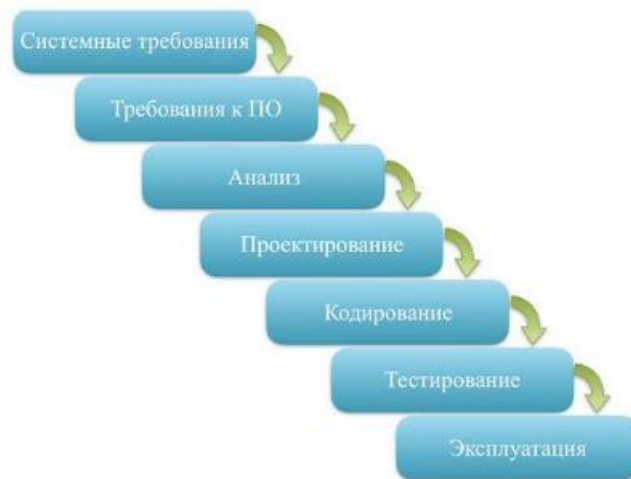 Системные требования
Требования к ПО
Анализ
Проектирование
Кодирование
Тестирование
Эксплуатация